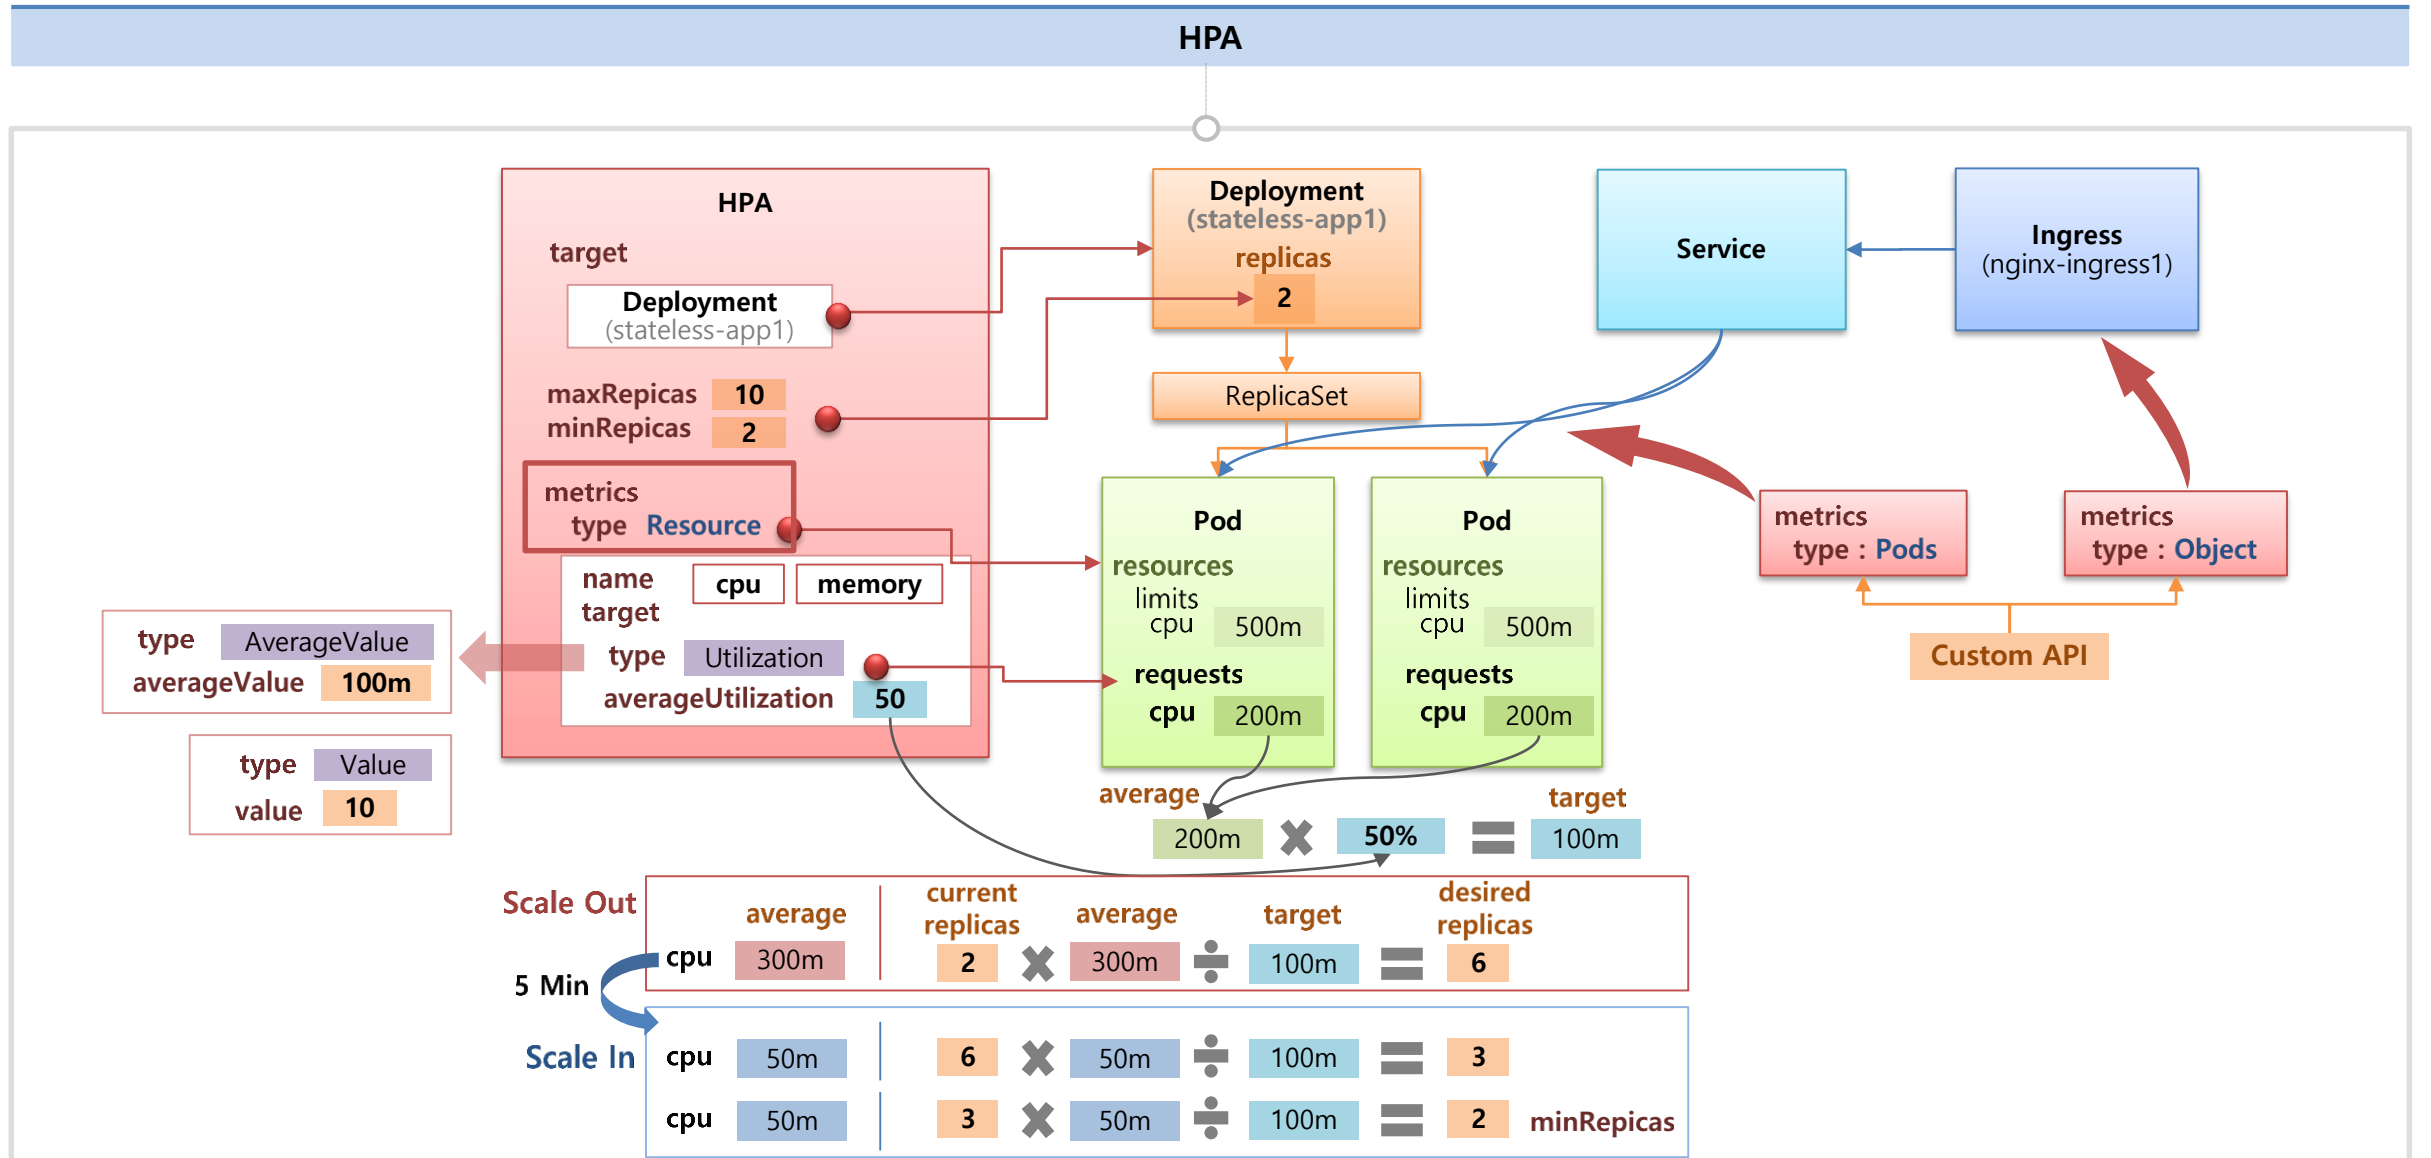 HPA
HPA
target
Deployment
(stateless-app1)
maxRepicas 10
minRepicas 2
metrics
type Resource
name cpu memory
target
type Utilization
averageUtilization 50
type AverageValue
averageValue 100m
type Value
value 10
Deployment
(stateless-app1)
replicas
2
ReplicaSet
Service
Ingress
(nginx-ingress1)
Pod
resources
limits
cpu 500m
requests
cpu 200m
Pod
resources
limits
cpu 500m
requests
cpu 200m
metrics
type : Pods
metrics
type : Object
Custom API
average
target
200m ✖ 50% = 100m
Scale Out
average
current
replicas
average
target
desired
replicas
cpu 300m 2 ✖ 300m ÷ 100m = 6
5 Min
Scale In
cpu 50m 6 ✖ 50m ÷ 100m = 3
cpu 50m 3 ✖ 50m ÷ 100m = 2 minRepicas